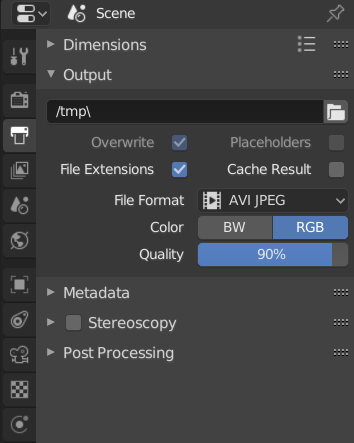 Scene
Dimensions
Output
/tmp\
Overwrite Placeholders
File Extensions Cache Result
File Format AVI JPEG
Color BW RGB
Quality 90%
Metadata
Stereoscopy
Post Processing